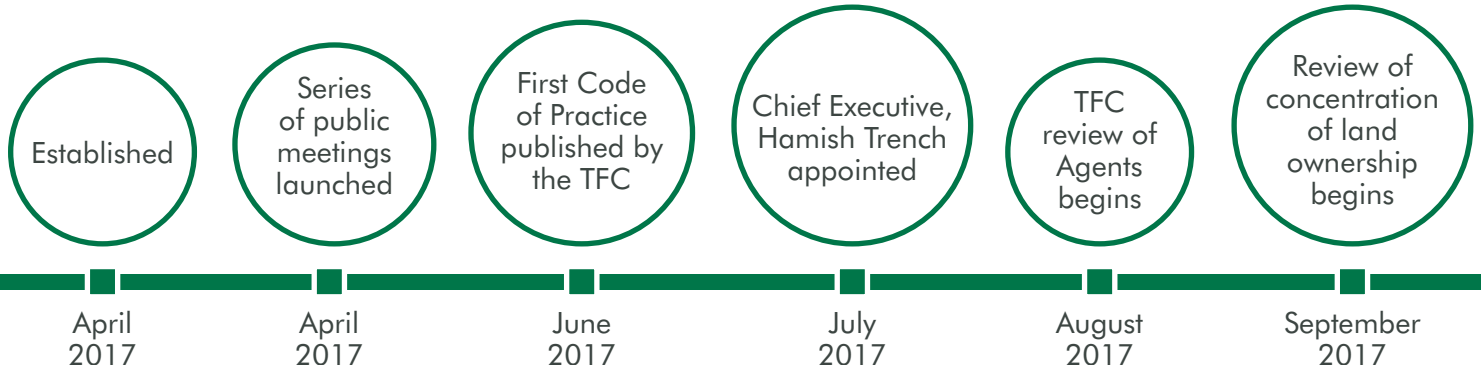 Established
Series
of public
meetings
launched
First Code
of Practice
published by
the TFC
Chief Executive,
Hamish Trench
appointed
TFC
review of
Agents
begins
Review of
concentration
of land
ownership
begins
April
2017
April
2017
June
2017
July
2017
August
2017
September
2017